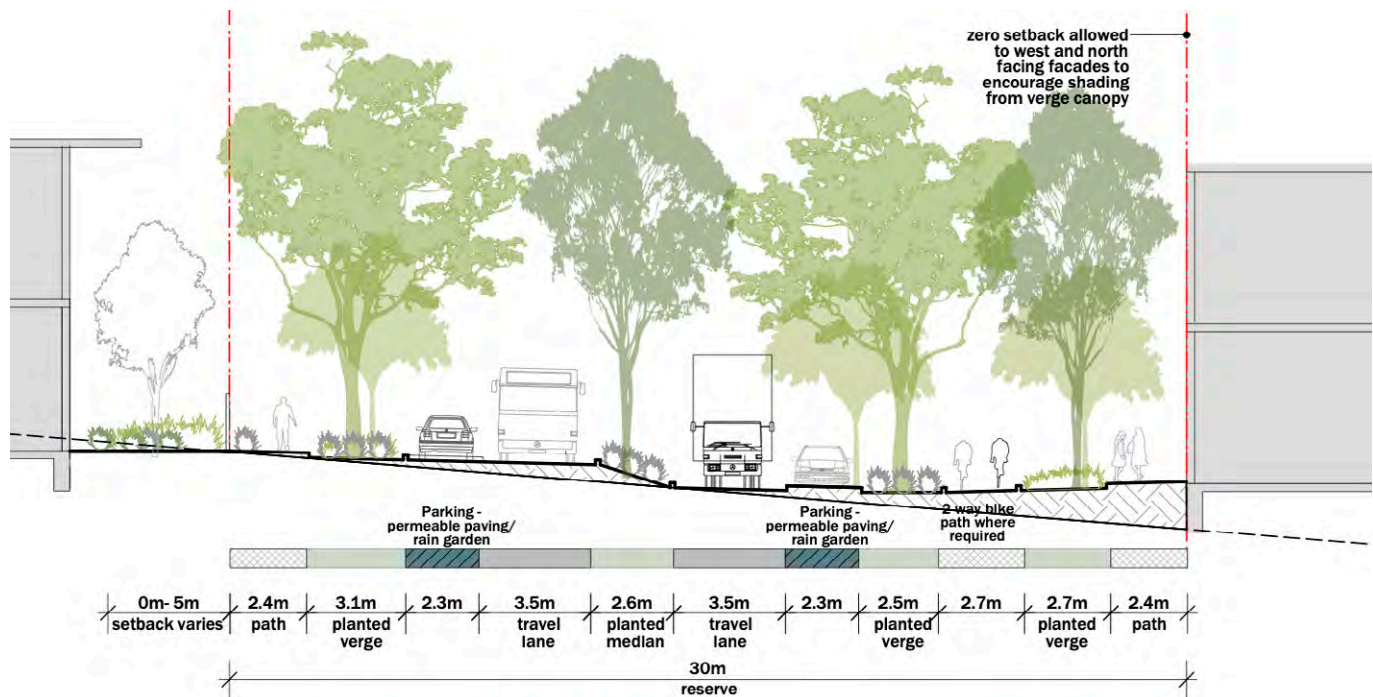 zero setback allowed
to west and north
facing facades to
encourage shading
from verge canopy
Parking -
permeable paving/
rain garden
Parking -
permeable paving/
rain garden
2 way bike
path where
required
0m- 5m
setback varies
2.4m
path
3.1m
planted
verge
2.3m
3.5m
travel
lane
2.6m
planted
median
3.5m
travel
lane
2.3m
2.5m
planted
verge
2.7m
2.7m
planted
verge
2.4m
path
30m
reserve